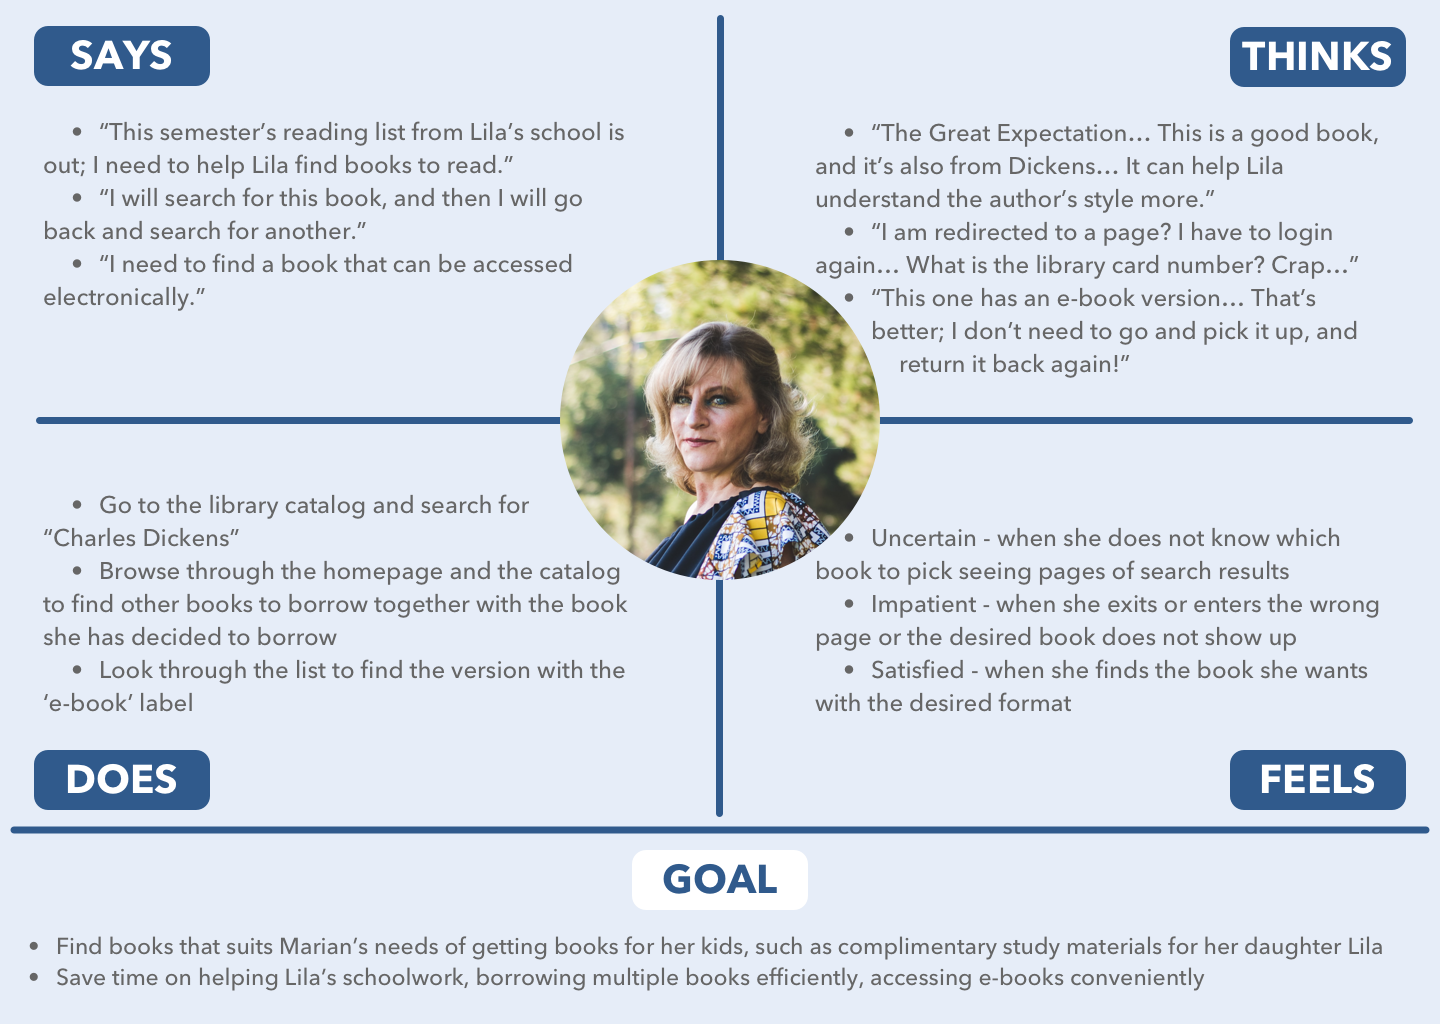 SAYS
• “This semester’s reading list from Lila’s school is
out; I need to help Lila find books to read.”
• “I will search for this book, and then I will go
back and search for another.”
• “I need to find a book that can be accessed
electronically.”
THINKS
• “The Great Expectation… This is a good book,
and it’s also from Dickens… It can help Lila
understand the author’s style more.”
• “I am redirected to a page? I have to login
again… What is the library card number? Crap…”
• “This one has an e-book version… That’s
better; I don’t need to go and pick it up, and
return it back again!”
• Go to the library catalog and search for
“Charles Dickens”
• Browse through the homepage and the catalog
to find other books to borrow together with the book
she has decided to borrow
• Look through the list to find the version with the
‘e-book’ label
DOES
• Uncertain - when she does not know which
book to pick seeing pages of search results
• Impatient - when she exits or enters the wrong
page or the desired book does not show up
• Satisfied - when she finds the book she wants
with the desired format
FEELS
GOAL
• Find books that suits Marian’s needs of getting books for her kids, such as complimentary study materials for her daughter Lila
• Save time on helping Lila’s schoolwork, borrowing multiple books efficiently, accessing e-books conveniently